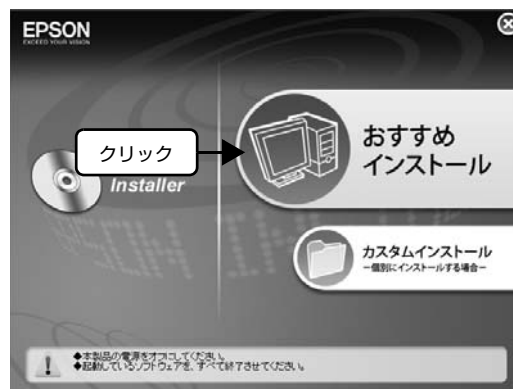 EPSON
EXCEED YOUR VISION
クリック
Installer
おすすめ
インストール
カスタムインストール
－個別にインストールする場合－
◆本製品の電源をオフにしてください。
◆起動しているソフトウェアを、すべて終了させてください。